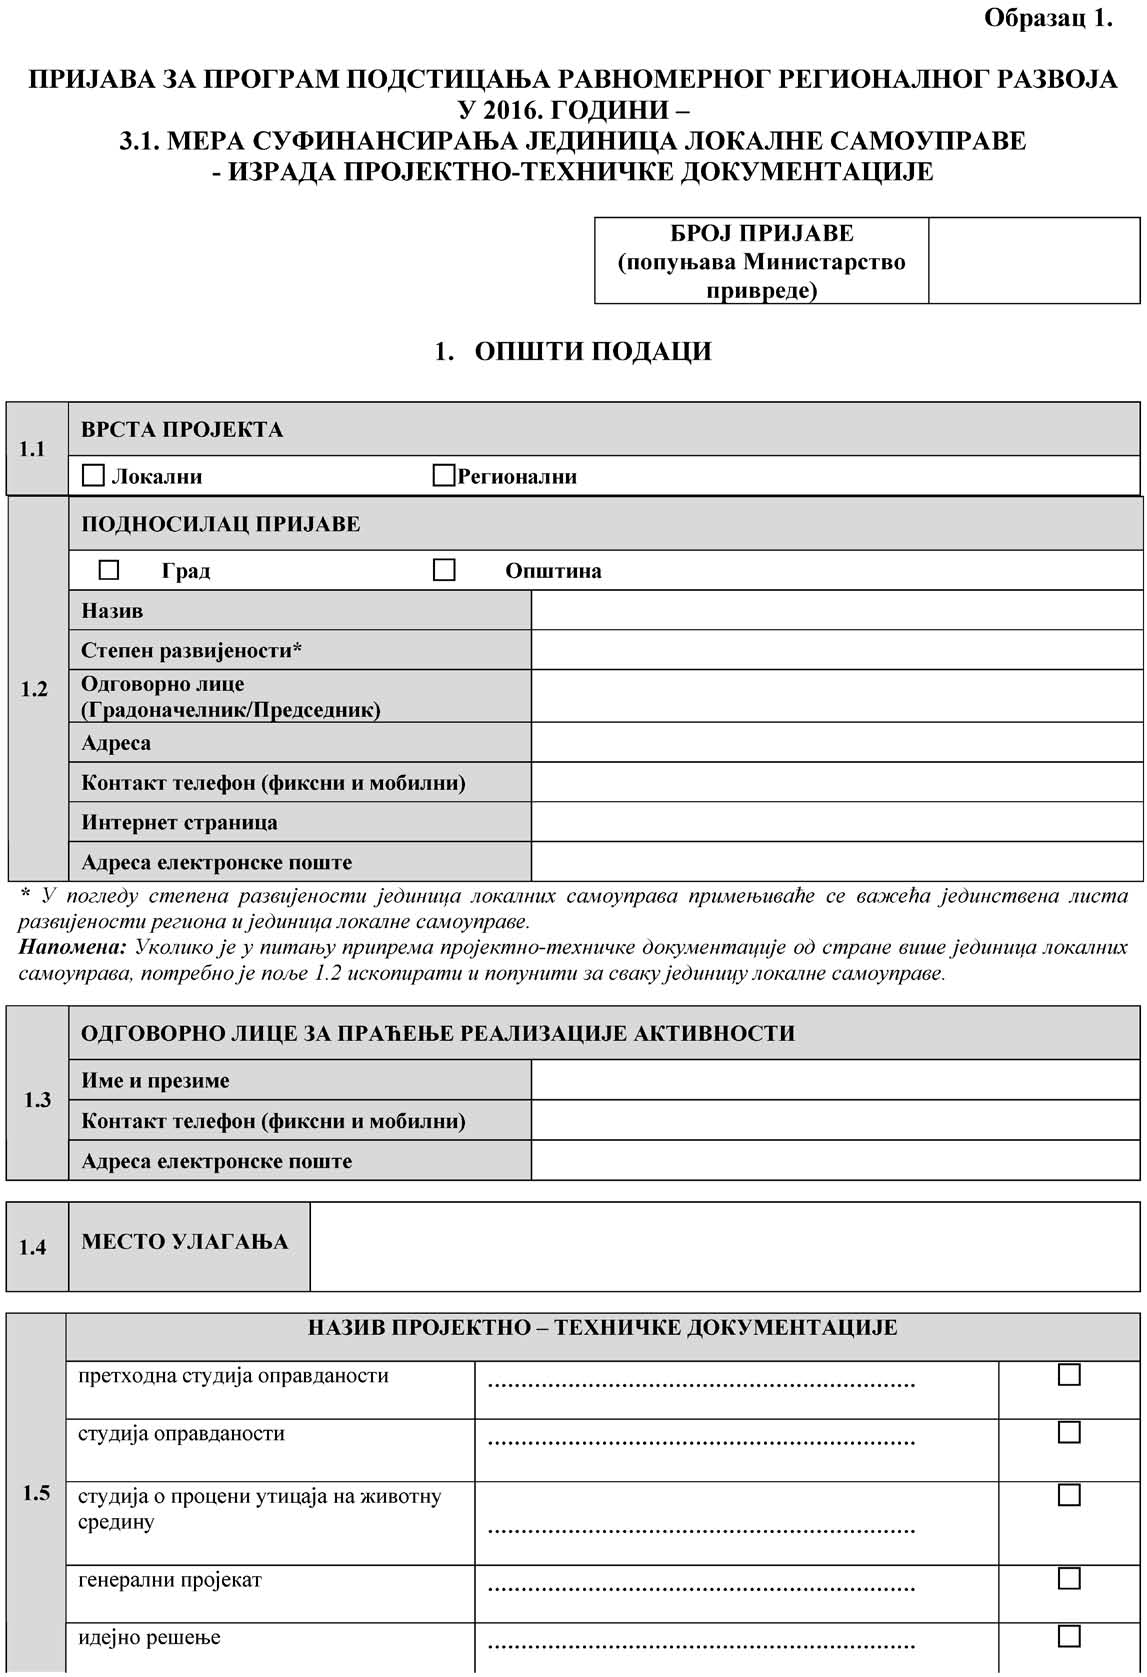 Образац 1.
ПРИЈАВА ЗА ПРОГРАМ ПОДСТИЦАЊА РАВНОМЕРНОГ РЕГИОНАЛНОГ РАЗВОЈА
У 2016. ГОДИНИ –
3.1. МЕРА СУФИНАНСИРАЊА ЈЕДИНИЦА ЛОКАЛНЕ САМОУПРАВЕ
- ИЗРАДА ПРОЈЕКТНО-ТЕХНИЧКЕ ДОКУМЕНТАЦИЈЕ
БРОЈ ПРИЈАВЕ
(попуњава Министарство
привреде)
1. ОПШТИ ПОДАЦИ
1.1
ВРСТА ПРОЈЕКТА
Локални
Регионални
1.2
ПОДНОСИЛАЦ ПРИЈАВЕ
Град
Општина
Назив
Степен развијености*
Одговорно лице
(Градоначелник/Председник)
Адреса
Контакт телефон (фиксни и мобилни)
Интернет страница
Адреса електронске поште
* У погледу степена развијености јединица локалних самоуправа примењиваће се важећа јединствена листа
развијености региона и јединица локалне самоуправе.
Напомена: Уколико је у питању припрема пројектно-техничке документације од стране више јединица локалних
самоуправа, потребно је поље 1.2 ископирати и попунити за сваку јединицу локалне самоуправе.
1.3
ОДГОВОРНО ЛИЦЕ ЗА ПРАЋЕЊЕ РЕАЛИЗАЦИЈЕ АКТИВНОСТИ
Име и презиме
Контакт телефон (фиксни и мобилни)
Адреса електронске поште
1.4
МЕСТО УЛАГАЊА
1.5
НАЗИВ ПРОЈЕКТНО – ТЕХНИЧКЕ ДОКУМЕНТАЦИЈЕ
претходна студија оправданости ................................................................
студија оправданости ................................................................
студија о процени утицаја на животну
средину ................................................................
генерални пројекат ................................................................
идејно решење ................................................................